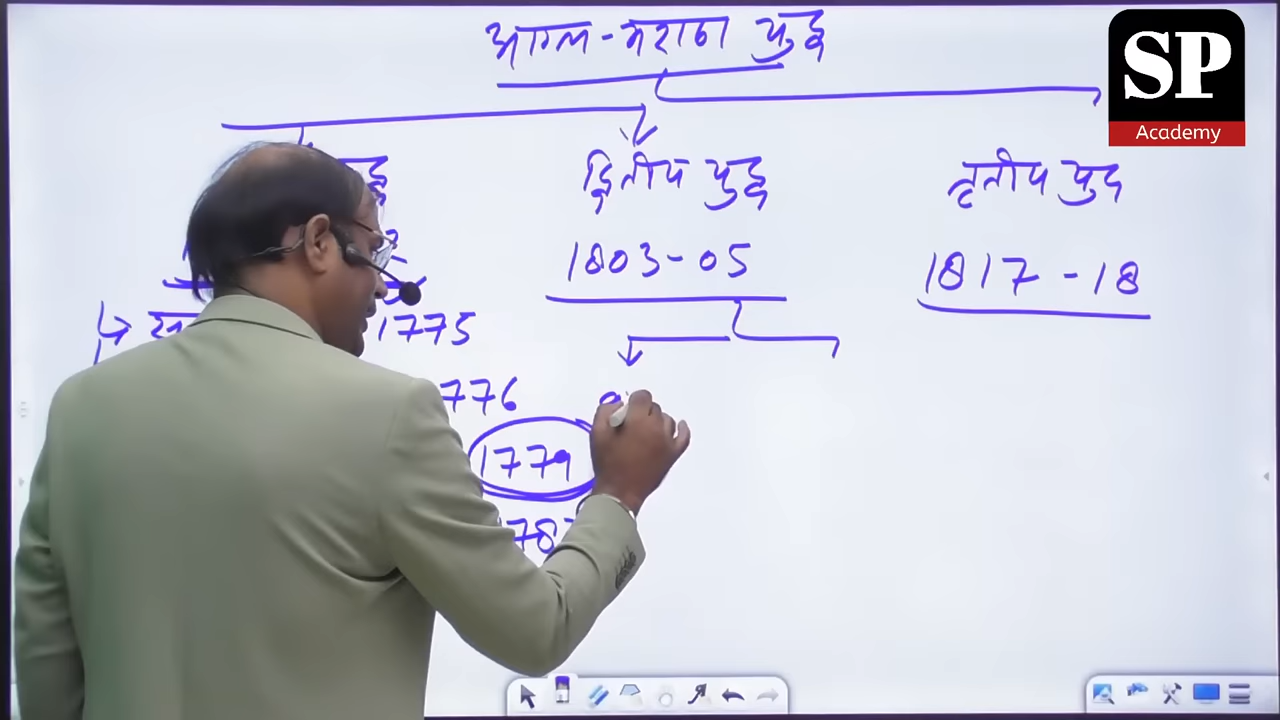 आंग्ल-मराठा युद्ध
SP
Academy
द्वितीय युद्ध
तृतीय युद्ध
1803-05
1817-18
1775
776
1779